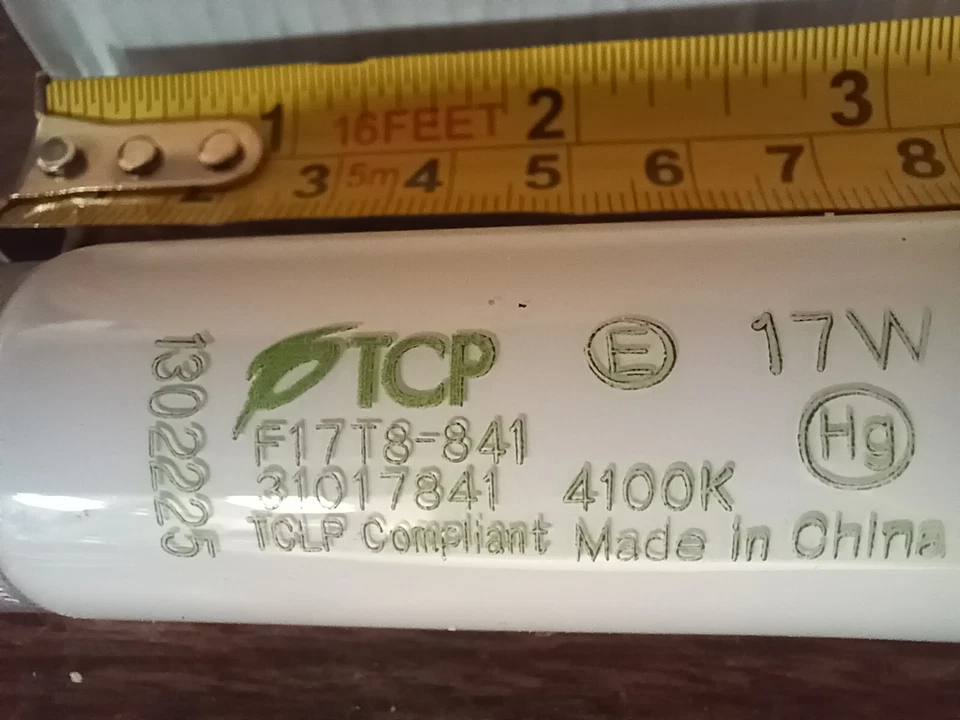 1 16FEET 2 3
2 3 5m 4 5 6 7 8
1302225
TCP
E
17W
F17T8-841
Hg
31017841 4100K
TCLP Compliant Made in China